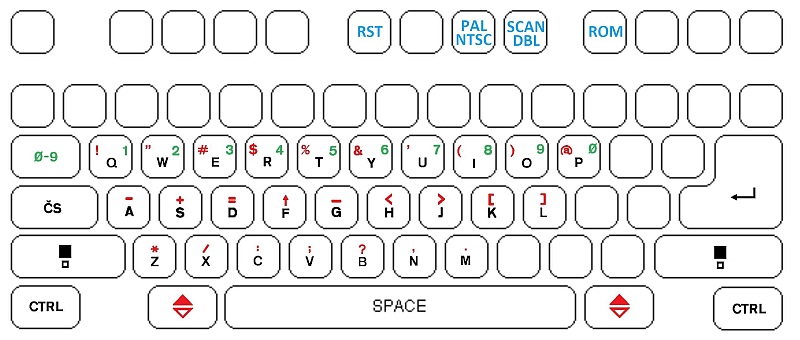 RST PAL NTSC SCAN DBL ROM
Ø-9 ! 1 Q " 2 W # 3 E $ 4 R % 5 T & 6 Y ' 7 U ( 8 I ) 9 O @ Ø P
ČS - A + S = D ↑ F _ G < H > J [ K ] L
* Z / X : C ; V ? B , N . M
CTRL SPACE CTRL